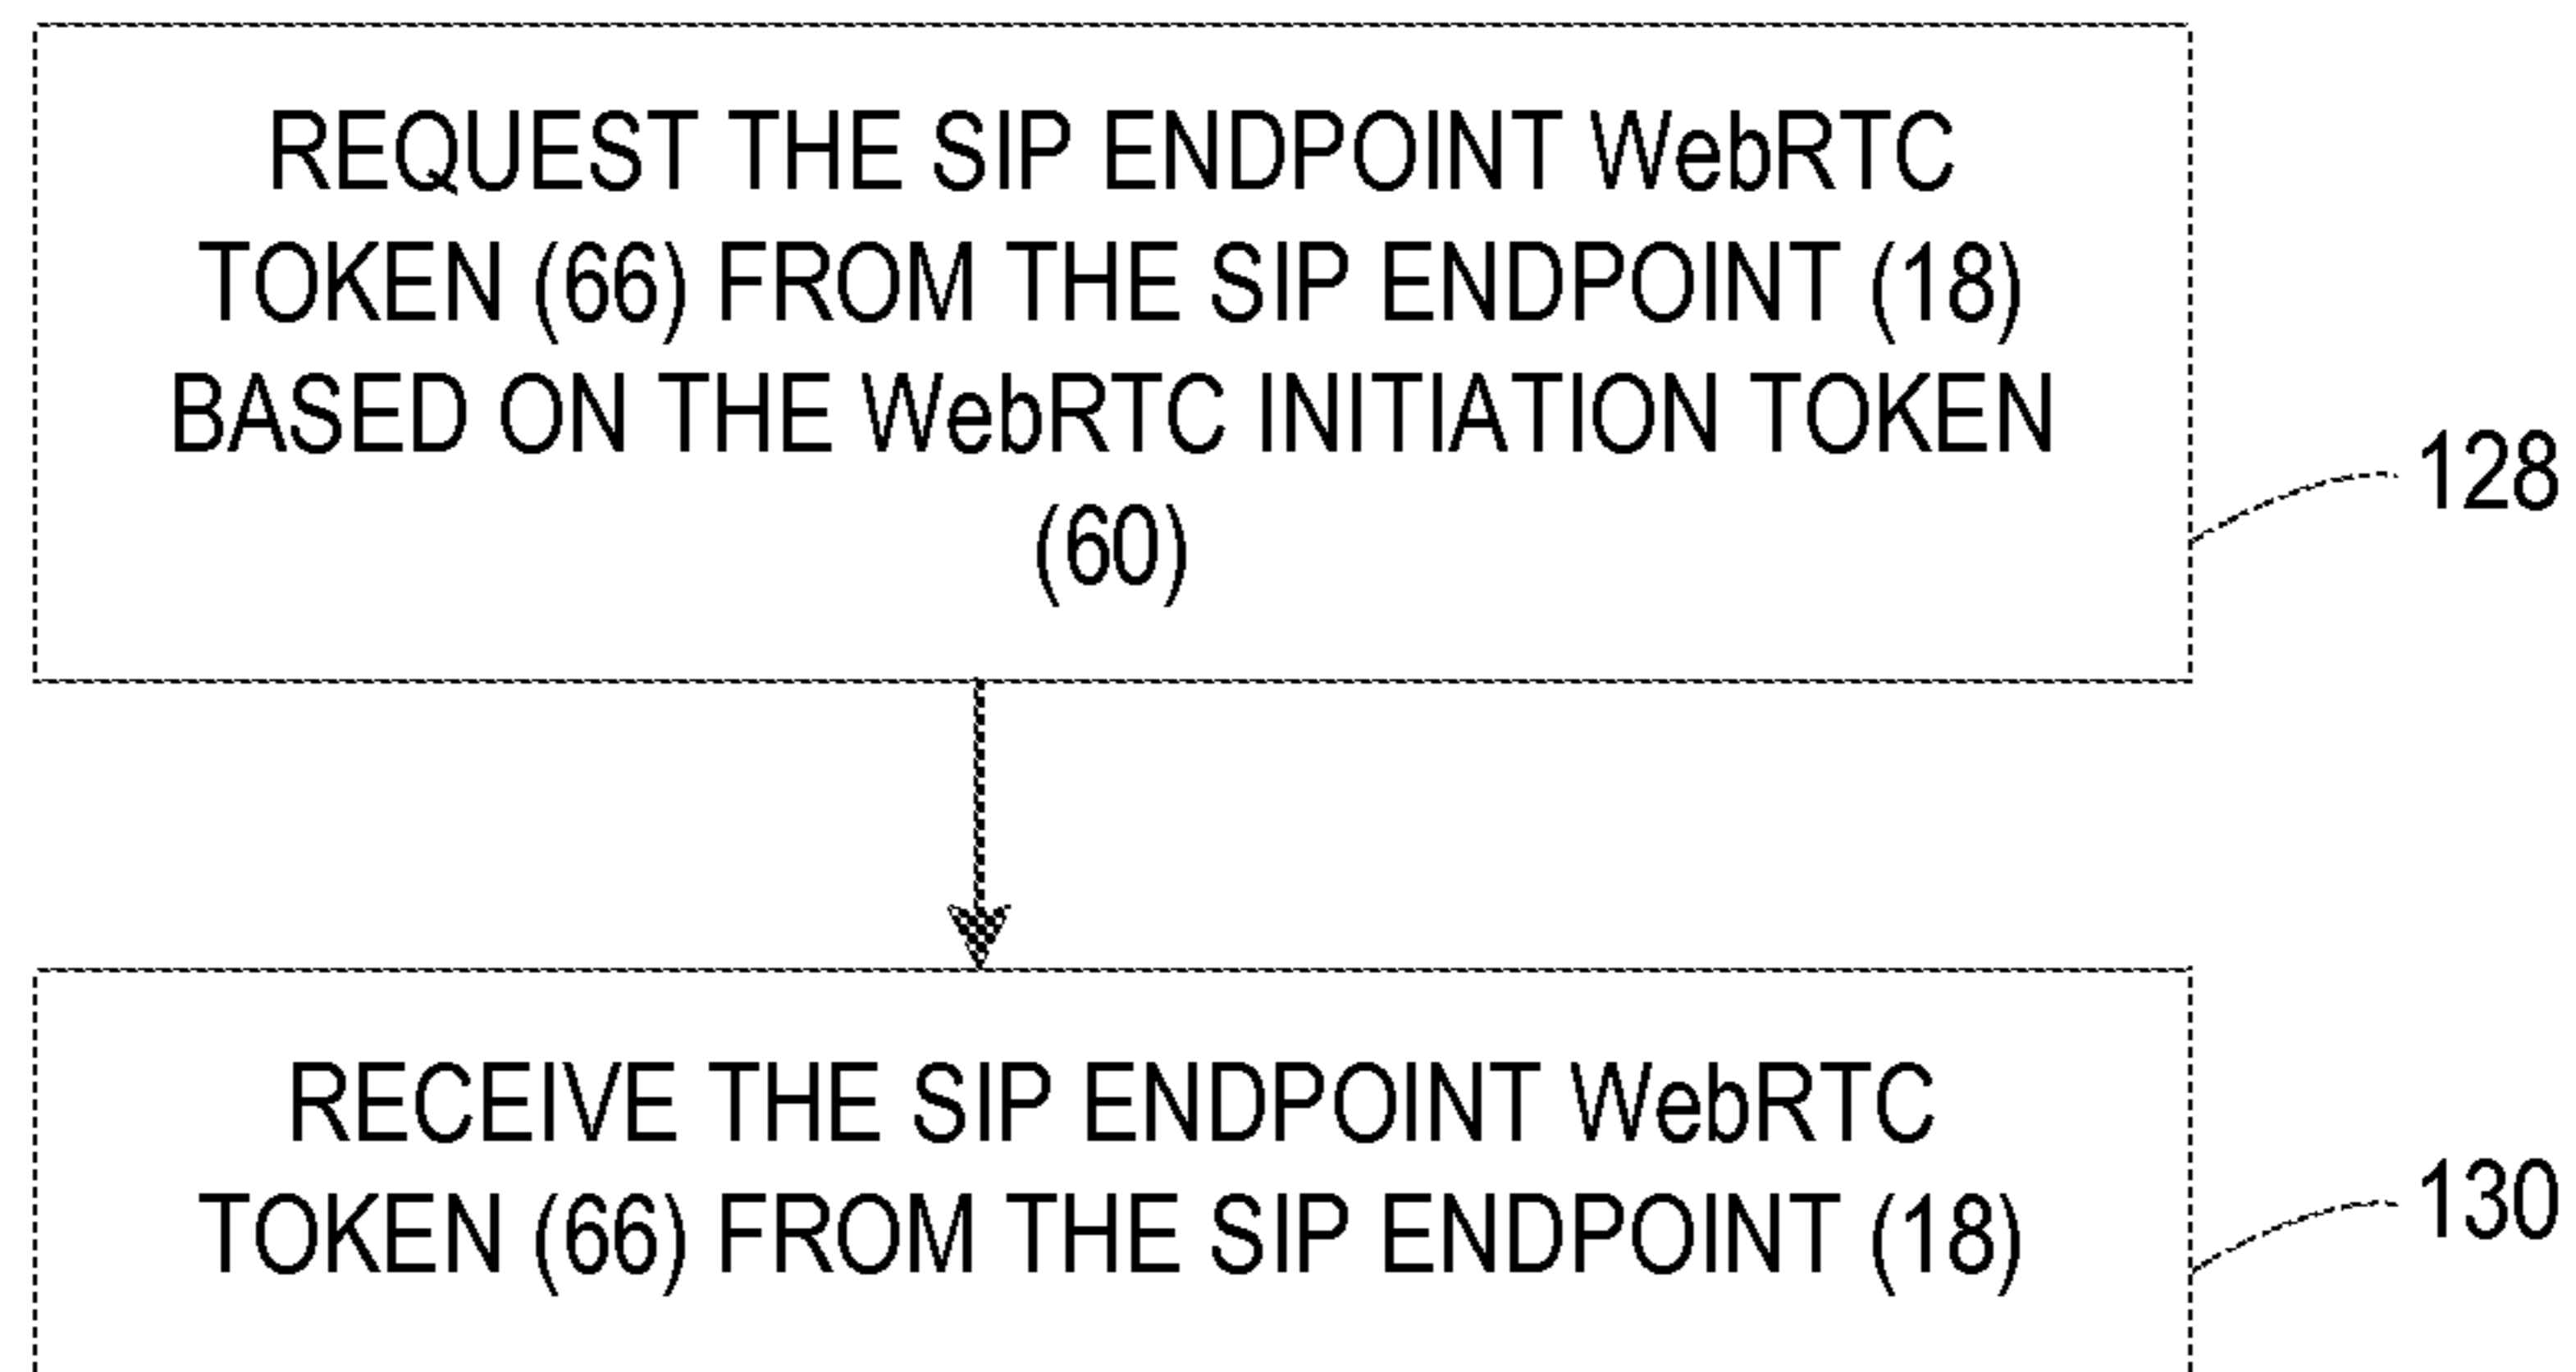 REQUEST THE SIP ENDPOINT WebRTC
TOKEN (66) FROM THE SIP ENDPOINT (18)
BASED ON THE WebRTC INITIATION TOKEN
(60)
128
RECEIVE THE SIP ENDPOINT WebRTC
TOKEN (66) FROM THE SIP ENDPOINT (18)
130